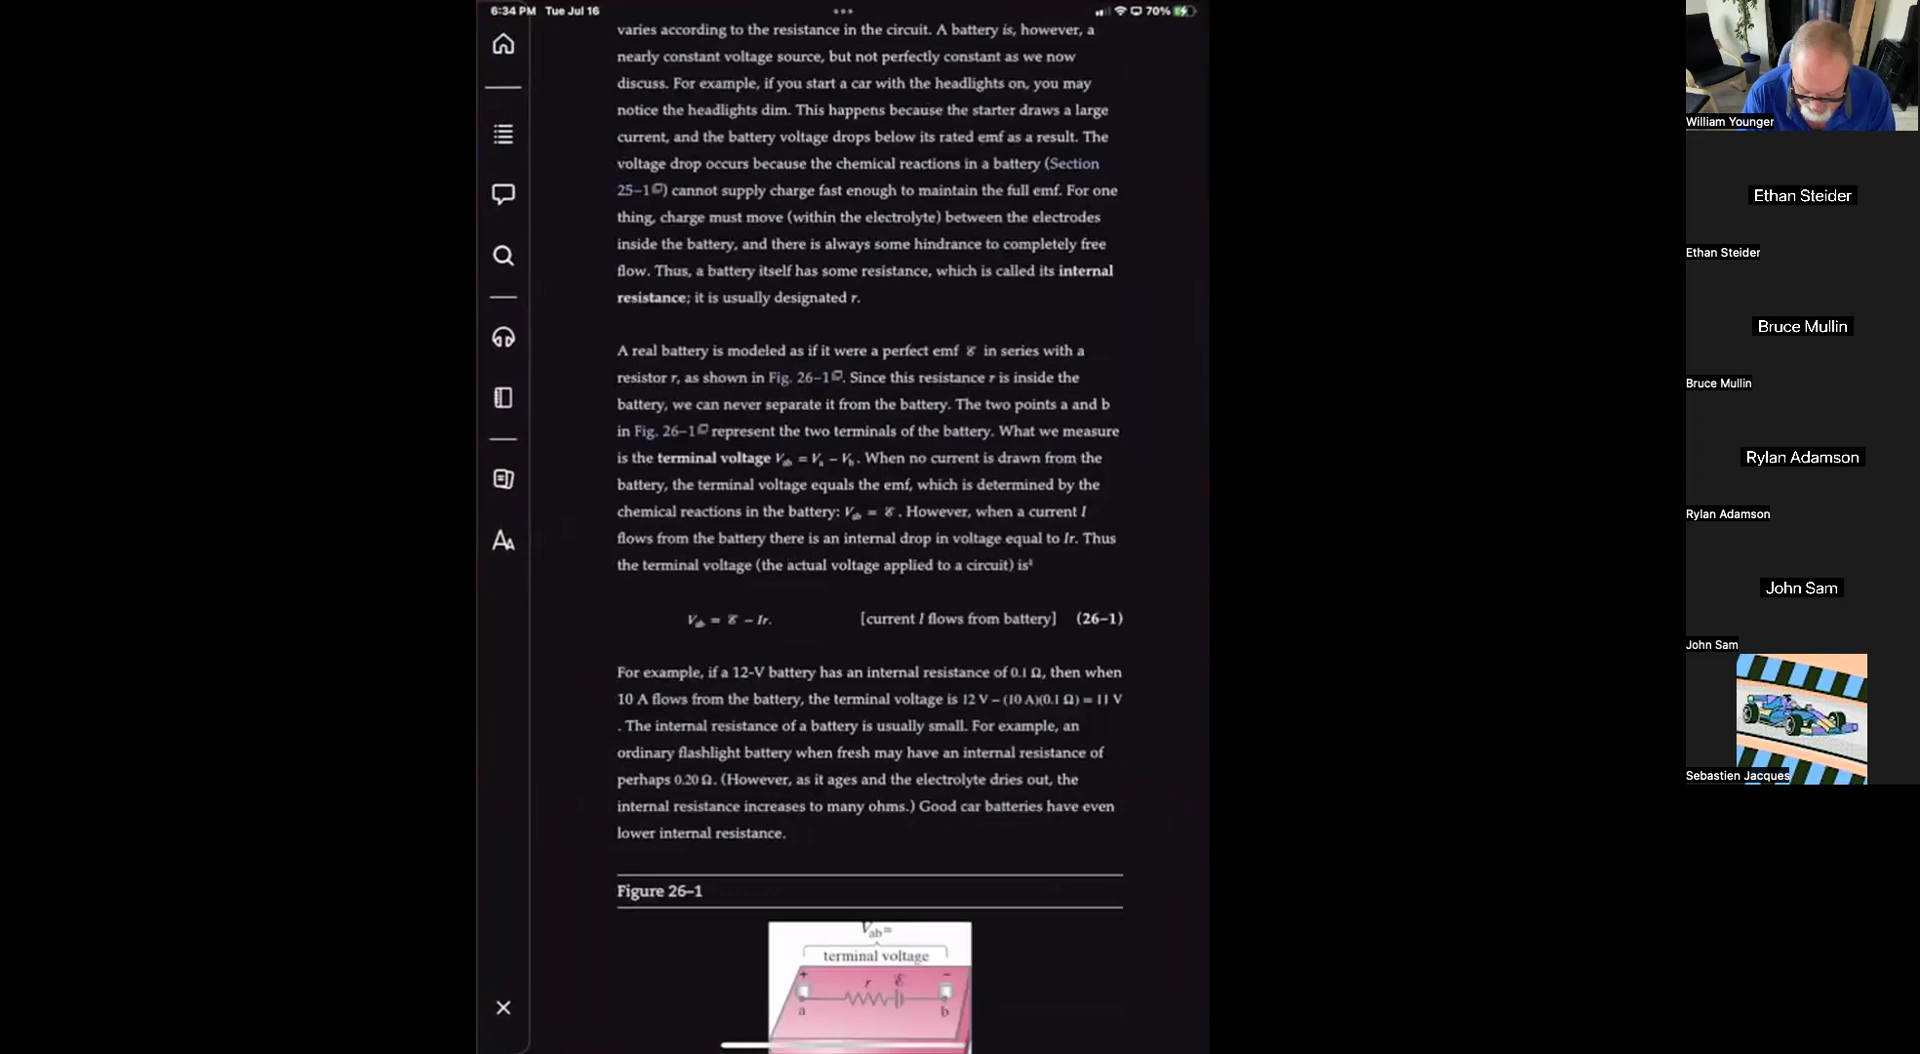 6:34 PM Tue Jul 16
70%
varies according to the resistance in the circuit. A battery is, however, a
nearly constant voltage source, but not perfectly constant as we now
discuss. For example, if you start a car with the headlights on, you may
notice the headlights dim. This happens because the starter draws a large
current, and the battery voltage drops below its rated emf as a result. The
voltage drop occurs because the chemical reactions in a battery (Section
25–1) cannot supply charge fast enough to maintain the full emf. For one
thing, charge must move (within the electrolyte) between the electrodes
inside the battery, and there is always some hindrance to completely free
flow. Thus, a battery itself has some resistance, which is called its internal
resistance; it is usually designated r.
A real battery is modeled as if it were a perfect emf ℰ in series with a
resistor r, as shown in Fig. 26–1. Since this resistance r is inside the
battery, we can never separate it from the battery. The two points a and b
in Fig. 26–1 represent the two terminals of the battery. What we measure
is the terminal voltage Vab = Va − Vb. When no current is drawn from the
battery, the terminal voltage equals the emf, which is determined by the
chemical reactions in the battery: Vab = ℰ. However, when a current I
flows from the battery there is an internal drop in voltage equal to Ir. Thus
the terminal voltage (the actual voltage applied to a circuit) is
Vab = ℰ − Ir. [current I flows from battery] (26–1)
For example, if a 12-V battery has an internal resistance of 0.1 Ω, then when
10 A flows from the battery, the terminal voltage is 12 V − (10 A)(0.1 Ω) = 11 V
. The internal resistance of a battery is usually small. For example, an
ordinary flashlight battery when fresh may have an internal resistance of
perhaps 0.20 Ω. (However, as it ages and the electrolyte dries out, the
internal resistance increases to many ohms.) Good car batteries have even
lower internal resistance.
Figure 26–1
Vab=
terminal voltage
+ r ℰ −
a b
AA
William Younger
Ethan Steider
Ethan Steider
Bruce Mullin
Bruce Mullin
Rylan Adamson
Rylan Adamson
John Sam
John Sam
Sebastien Jacques